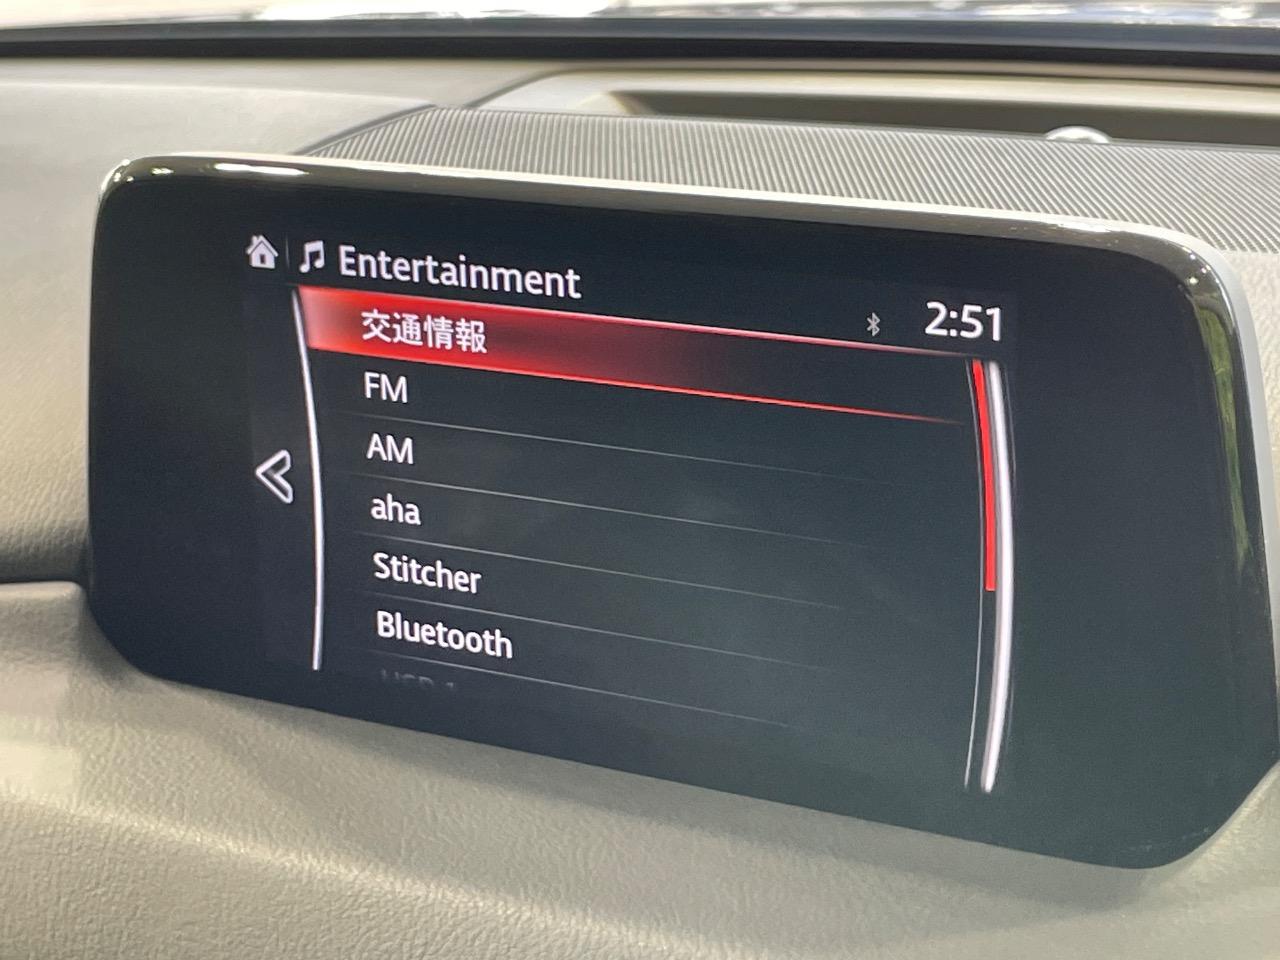 Entertainment
2:51
交通情報
FM
AM
aha
Stitcher
Bluetooth